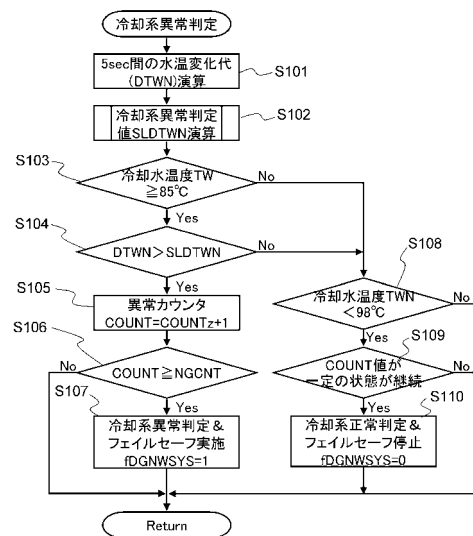 冷却系異常判定
5sec間の水温変化代
(DTWN)演算
S101
冷却系異常判定
値SLDTWN演算
S102
S103
冷却水温度TW
≧85℃
No
Yes
S104
DTWN>SLDTWN
No
Yes
S105
異常カウンタ
COUNT=COUNTz+1
S106
COUNT≧NGCNT
No
Yes
S107
冷却系異常判定&
フェイルセーフ実施
fDGNWSYS=1
S108
冷却水温度TWN
<98℃
No
Yes
S109
COUNT値が
一定の状態が継続
No
Yes
S110
冷却系正常判定&
フェイルセーフ停止
fDGNWSYS=0
Return